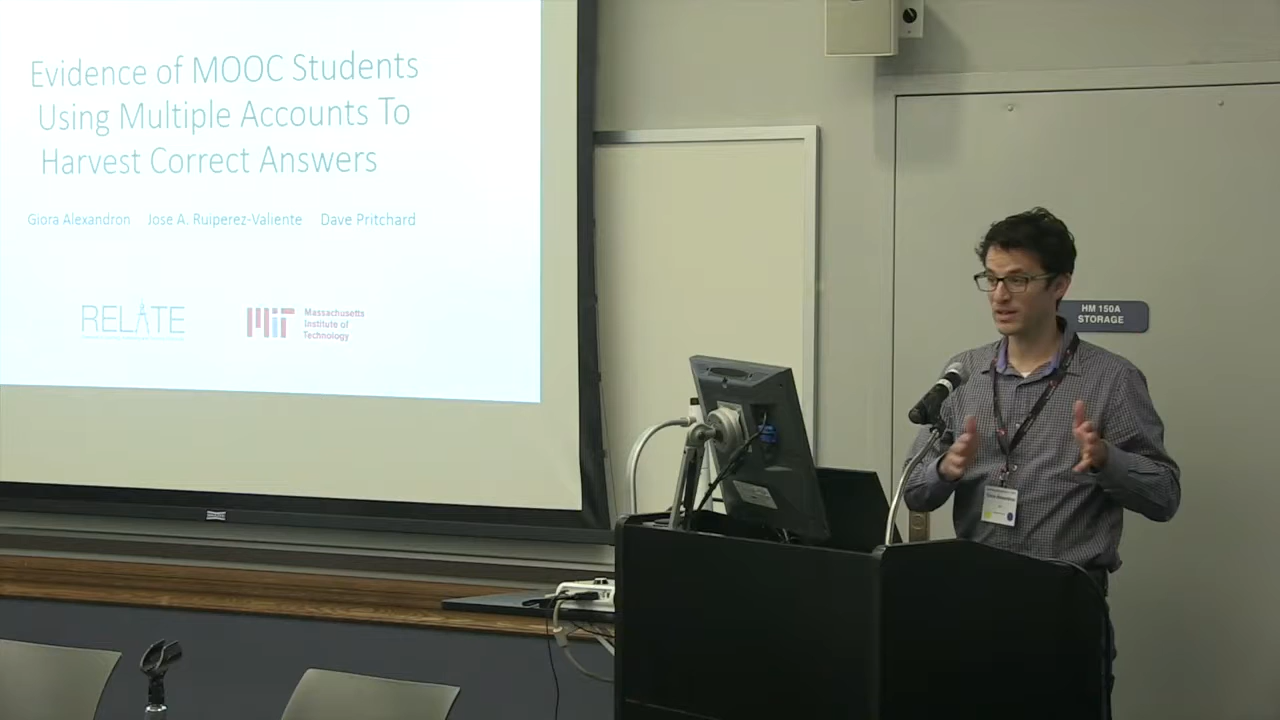 Evidence of MOOC Students
Using Multiple Accounts To
Harvest Correct Answers
Giora Alexandron Jose A. Ruiperez-Valiente Dave Pritchard
RELATE
MIT Massachusetts
Institute of
Technology
HM 150A
STORAGE